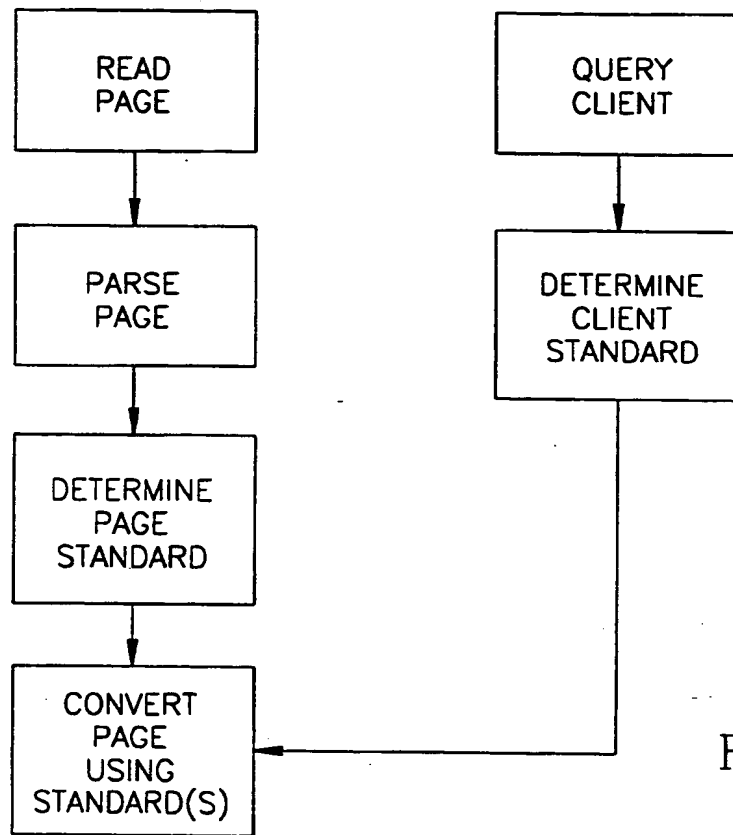 READ
PAGE
PARSE
PAGE
DETERMINE
PAGE
STANDARD
CONVERT
PAGE
USING
STANDARD(S)
QUERY
CLIENT
DETERMINE
CLIENT
STANDARD